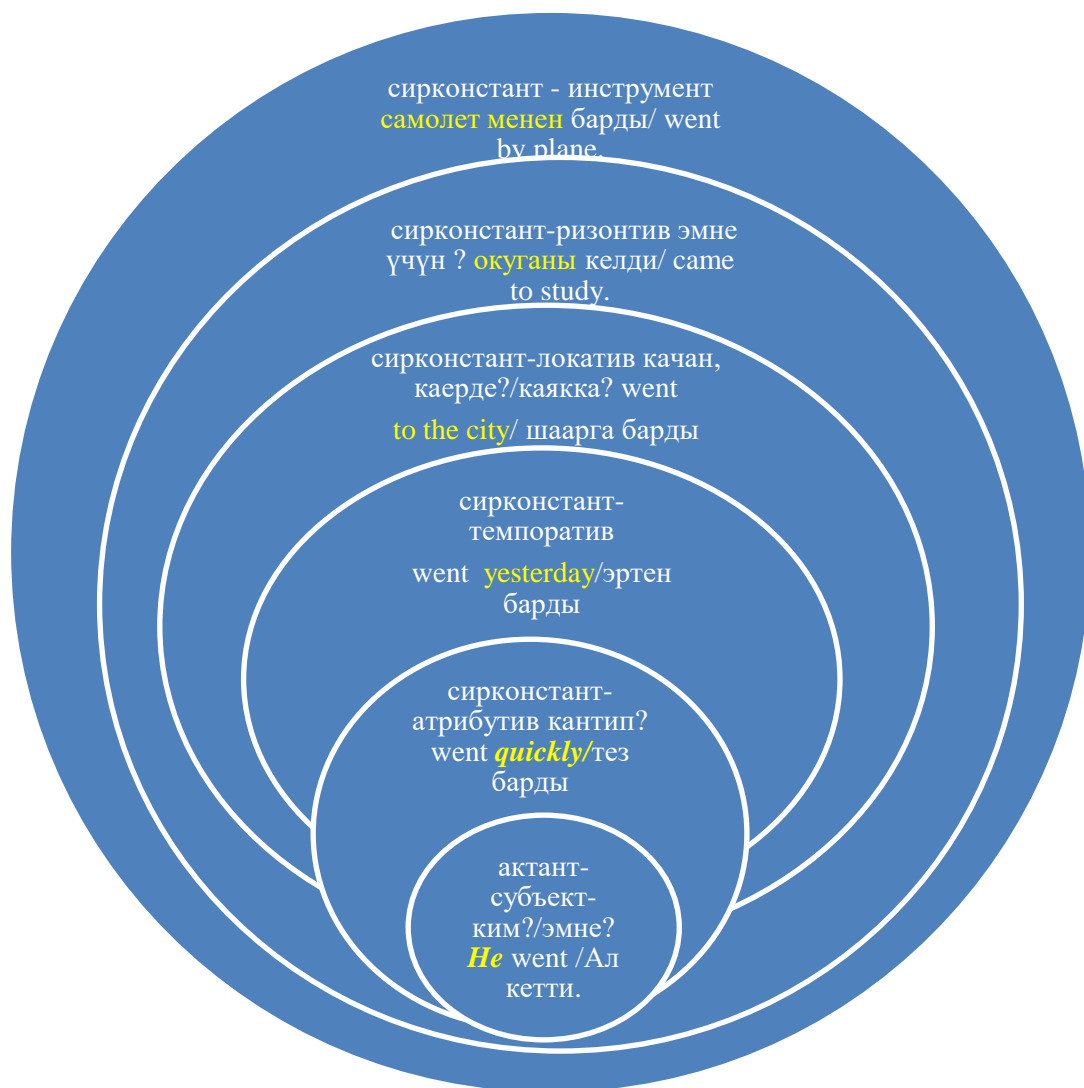 сирконстант - инструмент
самолет менен барды/ went
by plane.
сирконстант-ризонтив эмне
үчүн ? окуганы келди/ came
to study.
сирконстант-локатив качан,
каерде?/каякка? went
to the city/ шаарга барды
сирконстант-
темпоратив
went yesterday/эртен
барды
сирконстант-
атрибутив кантип?
went quickly/тез
барды
актант-
субъект-
ким?/эмне?
He went /Ал
кетти.